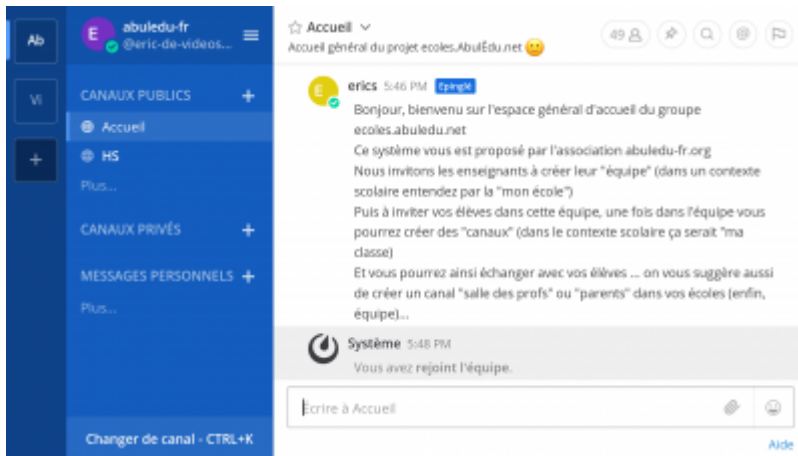 Ab
Vi
+
E
abuledu-fr
@eric-de-videos...
CANAUX PUBLICS +
Accueil
HS
Plus...
CANAUX PRIVÉS +
MESSAGES PERSONNELS +
Plus...
Changer de canal - CTRL+K
Accueil
Accueil général du projet ecoles.AbulÉdu.net
49
E
erics 5:46 PM Epinglé
Bonjour, bienvenu sur l'espace général d'accueil du groupe
ecoles.abuledu.net
Ce système vous est proposé par l'association abuledu-fr.org
Nous invitons les enseignants à créer leur "équipe" (dans un contexte
scolaire entendez par la "mon école")
Puis à inviter vos élèves dans cette équipe, une fois dans l'équipe vous
pourrez créer des "canaux" (dans le contexte scolaire ça serait "ma
classe)
Et vous pourrez ainsi échanger avec vos élèves ... on vous suggère aussi
de créer un canal "salle des profs" ou "parents" dans vos écoles (enfin,
équipe)...
Système 5:48 PM
Vous avez rejoint l'équipe.
Écrire à Accueil
Aide